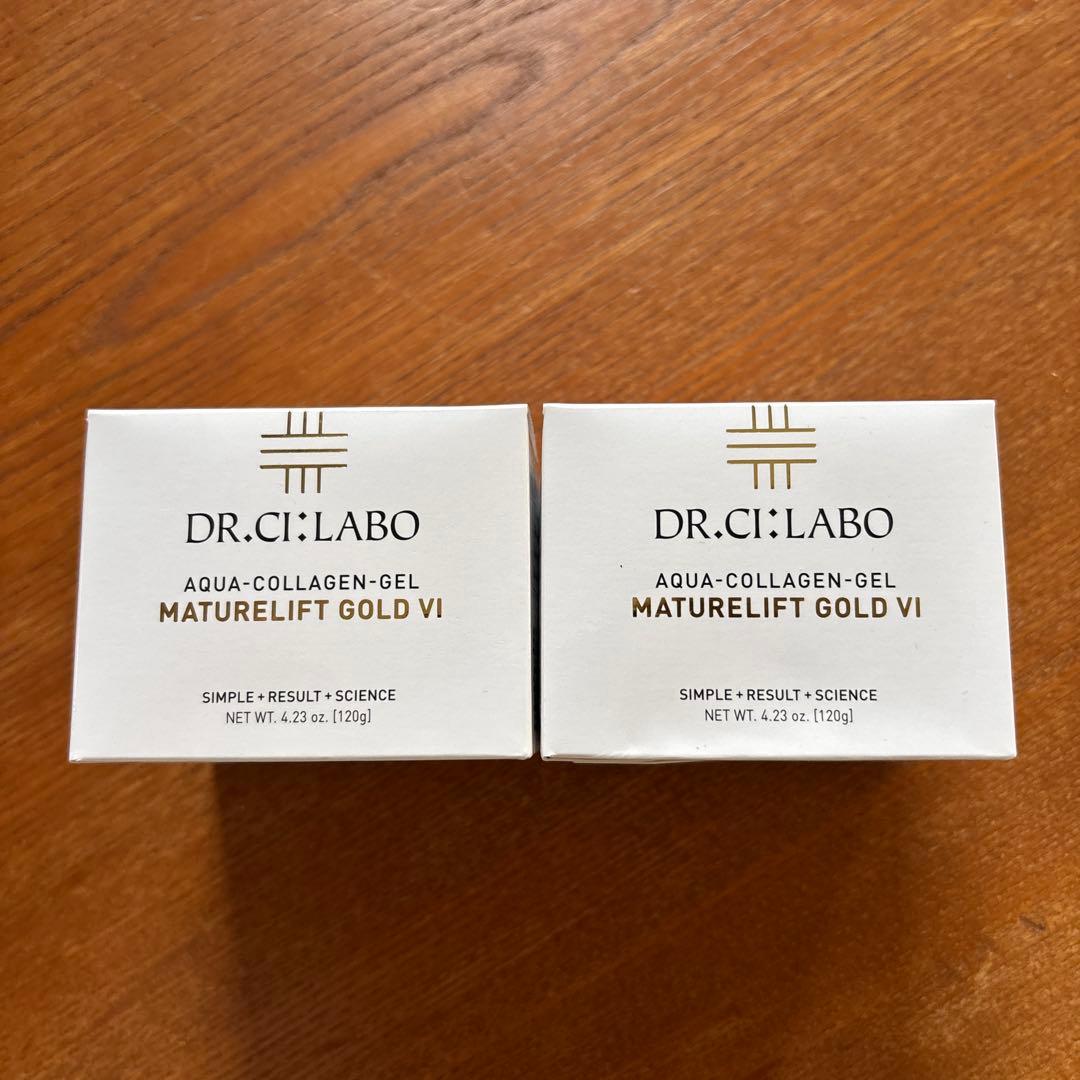 DR.CI:LABO
AQUA-COLLAGEN-GEL
MATURELIFT GOLD VI
SIMPLE+RESULT+SCIENCE
NET WT. 4.23 oz. [120g]
DR.CI:LABO
AQUA-COLLAGEN-GEL
MATURELIFT GOLD VI
SIMPLE+RESULT+SCIENCE
NET WT. 4.23 oz. [120g]